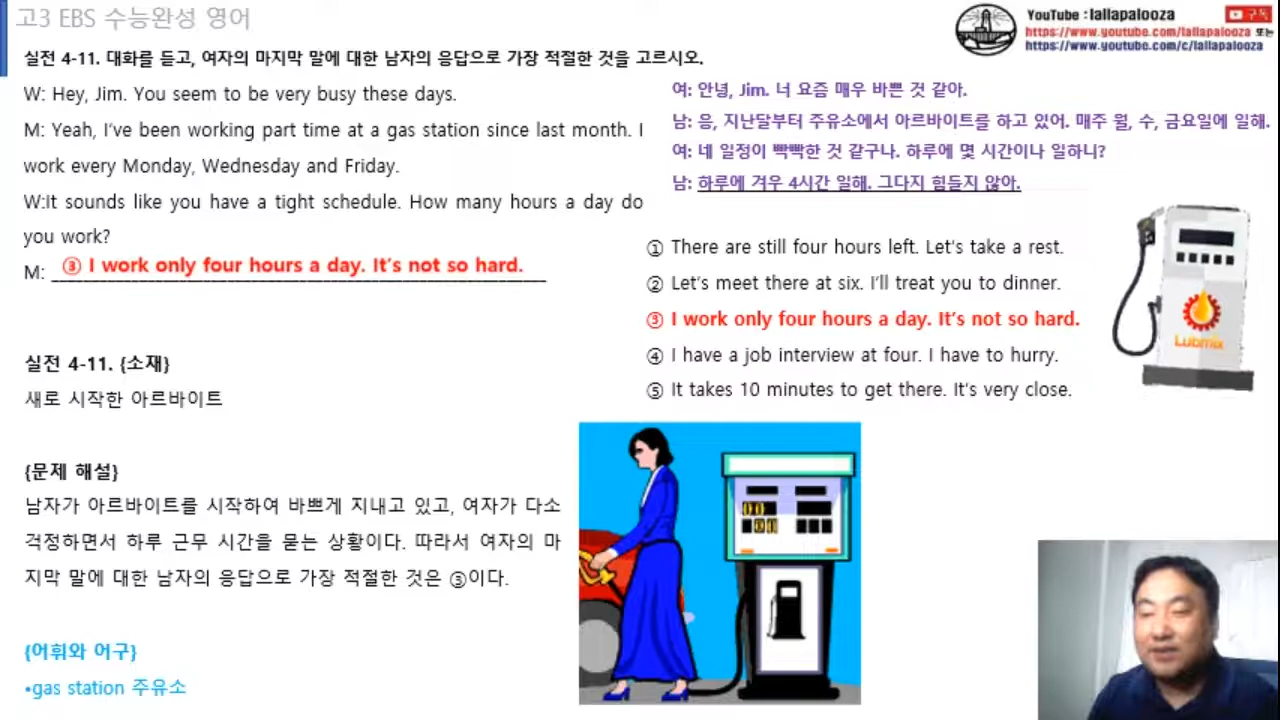 고3 EBS 수능완성 영어
YouTube : lallapalooza
구독
https://www.youtube.com/lallapalooza 또는
https://www.youtube.com/c/lallapalooza
실전 4-11. 대화를 듣고, 여자의 마지막 말에 대한 남자의 응답으로 가장 적절한 것을 고르시오.
W: Hey, Jim. You seem to be very busy these days.
M: Yeah, I've been working part time at a gas station since last month. I
work every Monday, Wednesday and Friday.
W:It sounds like you have a tight schedule. How many hours a day do
you work?
M: ③ I work only four hours a day. It's not so hard.
여: 안녕, Jim. 너 요즘 매우 바쁜 것 같아.
남: 응, 지난달부터 주유소에서 아르바이트를 하고 있어. 매주 월, 수, 금요일에 일해.
여: 네 일정이 빡빡한 것 같구나. 하루에 몇 시간이나 일하니?
남: 하루에 겨우 4시간 일해. 그다지 힘들지 않아.
① There are still four hours left. Let's take a rest.
② Let's meet there at six. I'll treat you to dinner.
③ I work only four hours a day. It's not so hard.
④ I have a job interview at four. I have to hurry.
⑤ It takes 10 minutes to get there. It's very close.
Lubmix
실전 4-11. {소재}
새로 시작한 아르바이트
{문제 해설}
남자가 아르바이트를 시작하여 바쁘게 지내고 있고, 여자가 다소
걱정하면서 하루 근무 시간을 묻는 상황이다. 따라서 여자의 마
지막 말에 대한 남자의 응답으로 가장 적절한 것은 ③이다.
{어휘와 어구}
•gas station 주유소